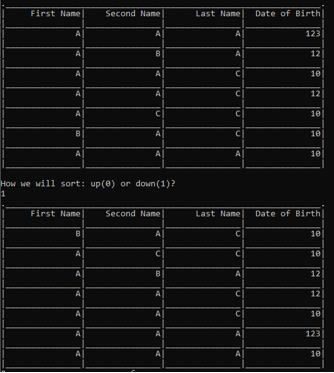 First Name| Second Name| Last Name| Date of Birth|
A| A| A| 123|
A| B| A| 12|
A| A| C| 10|
A| A| C| 12|
A| C| C| 10|
B| A| C| 10|
A| A| A| 10|
How we will sort: up(0) or down(1)?
1
First Name| Second Name| Last Name| Date of Birth|
B| A| C| 10|
A| C| C| 10|
A| B| A| 12|
A| A| C| 12|
A| A| C| 10|
A| A| A| 123|
A| A| A| 10|